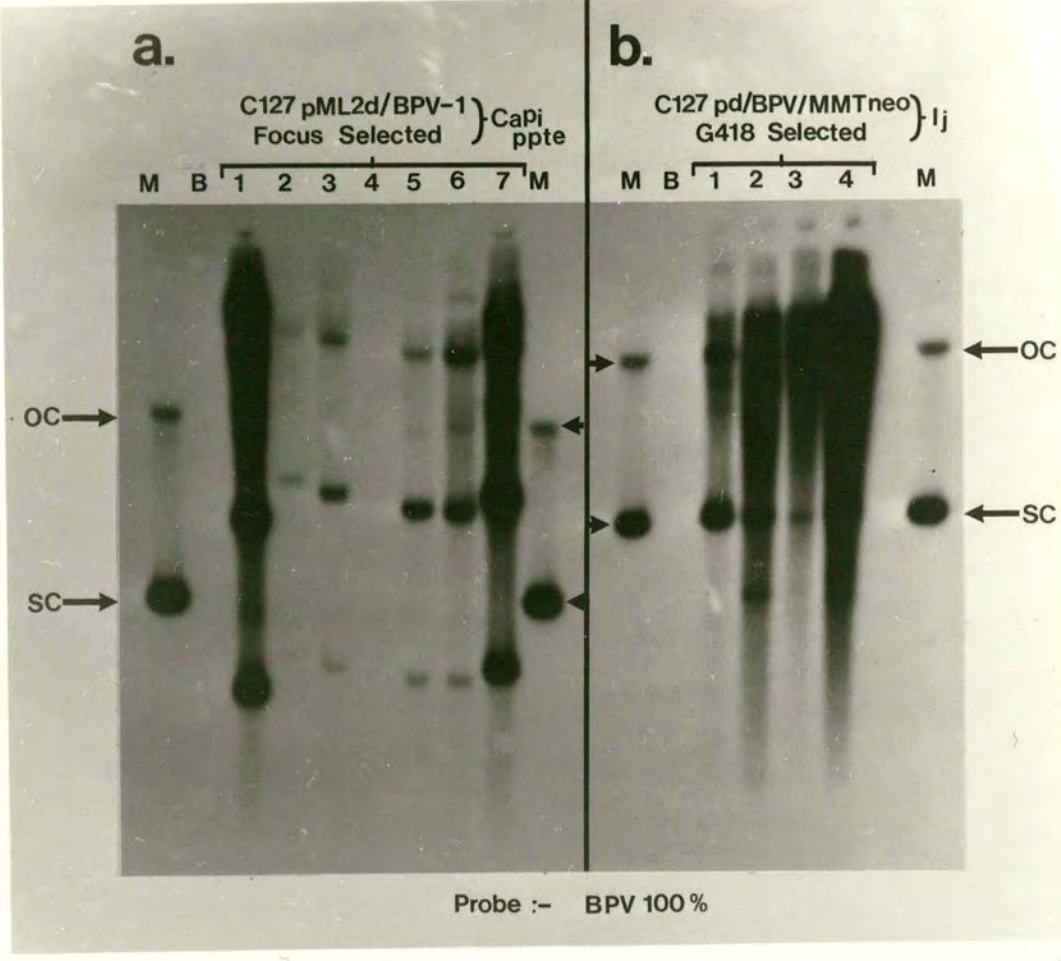 a.
C127 pML2d/BPV-1 } Capi
Focus Selected ppte
M B 1 2 3 4 5 6 7 M
OC
SC
b.
C127 pd/BPV/MMTneo } Ij
G418 Selected
M B 1 2 3 4 M
OC
SC
Probe :- BPV 100%